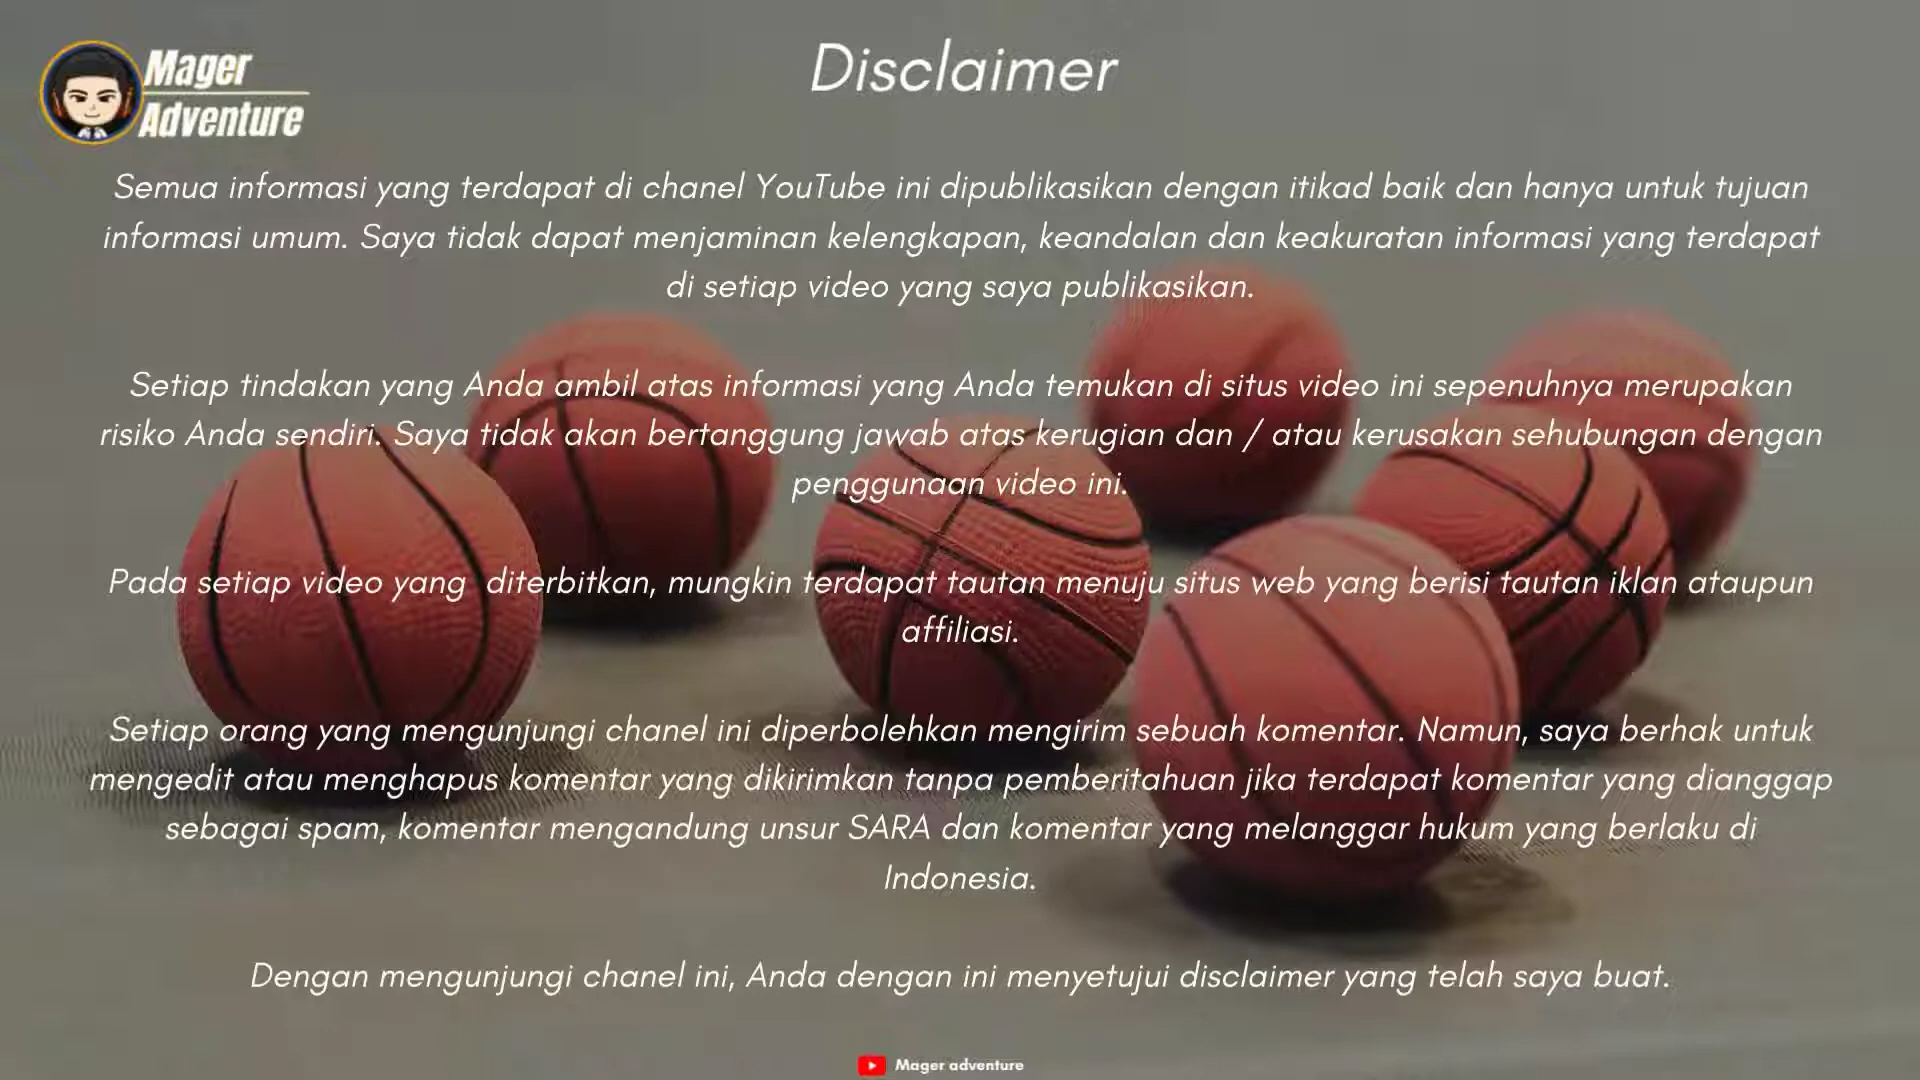 Mager
Adventure
Disclaimer
Semua informasi yang terdapat di chanel YouTube ini dipublikasikan dengan itikad baik dan hanya untuk tujuan
informasi umum. Saya tidak dapat menjaminan kelengkapan, keandalan dan keakuratan informasi yang terdapat
di setiap video yang saya publikasikan.
Setiap tindakan yang Anda ambil atas informasi yang Anda temukan di situs video ini sepenuhnya merupakan
risiko Anda sendiri. Saya tidak akan bertanggung jawab atas kerugian dan / atau kerusakan sehubungan dengan
penggunaan video ini.
Pada setiap video yang  diterbitkan, mungkin terdapat tautan menuju situs web yang berisi tautan iklan ataupun
affiliasi.
Setiap orang yang mengunjungi chanel ini diperbolehkan mengirim sebuah komentar. Namun, saya berhak untuk
mengedit atau menghapus komentar yang dikirimkan tanpa pemberitahuan jika terdapat komentar yang dianggap
sebagai spam, komentar mengandung unsur SARA dan komentar yang melanggar hukum yang berlaku di
Indonesia.
Dengan mengunjungi chanel ini, Anda dengan ini menyetujui disclaimer yang telah saya buat.
Mager adventure